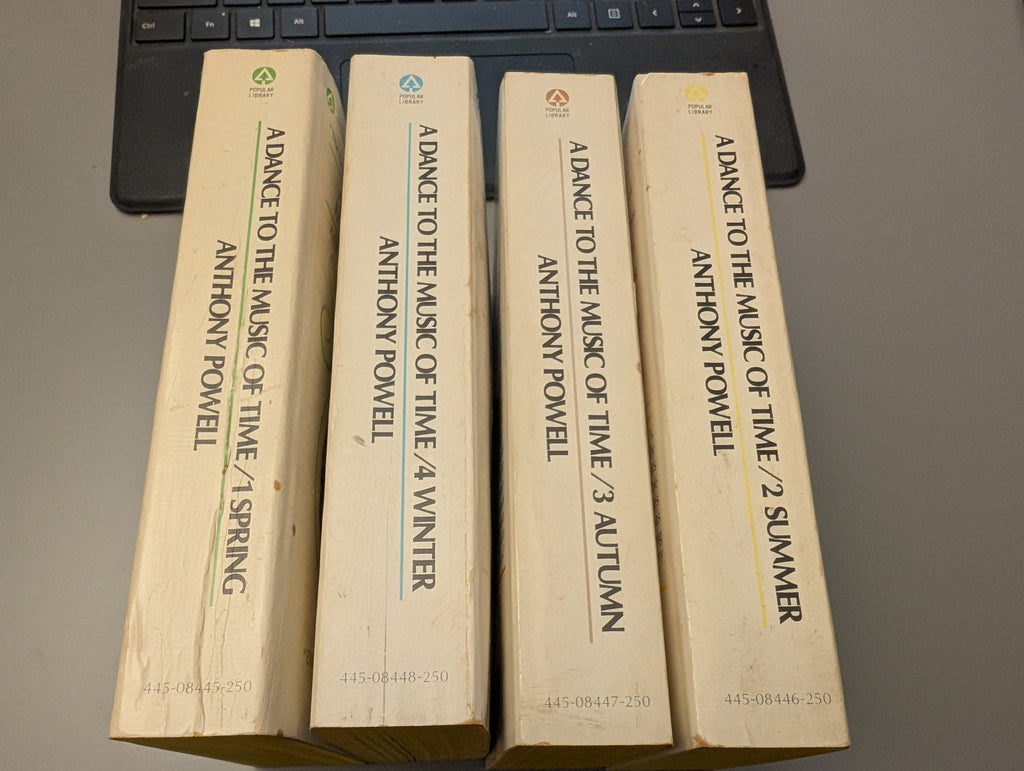 Ctrl
Fn
Alt
Alt
POPULAR
LIBRARY
A DANCE TO THE MUSIC OF TIME/1 SPRING
ANTHONY POWELL
445-08445-250
POPULAR
LIBRARY
A DANCE TO THE MUSIC OF TIME/4 WINTER
ANTHONY POWELL
445-08448-250
POPULAR
LIBRARY
A DANCE TO THE MUSIC OF TIME/3 AUTUMN
ANTHONY POWELL
445-08447-250
POPULAR
LIBRARY
A DANCE TO THE MUSIC OF TIME/2 SUMMER
ANTHONY POWELL
445-08446-250